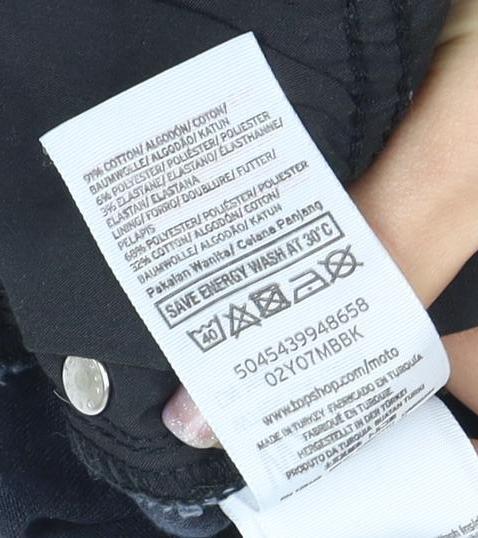 91% COTTON/ ALGODÓN/ COTON/
BAUMWOLLE/ ALGODÃO/ KATUN
6% POLYESTER/ POLIÉSTER/ POLIESTER
3% ELASTANE/ ELASTANO/ ÉLASTHANNE/
ELASTAN/ ELASTANA
LINING/ FORRO/ DOUBLURE/ FUTTER/
PELAPIS
68% POLYESTER/ POLIÉSTER/ POLIESTER
32% COTTON/ ALGODÓN/ COTON/
BAUMWOLLE/ ALGODÃO/ KATUN
Pakaian Wanita/ Celana Panjang
SAVE ENERGY WASH AT 30°C
40
5045439948658
02Y07MBBK
www.topshop.com/moto
MADE IN TURKEY FABRICADO EN TURQUÍA
FABRIQUÉ EN TURQUIE
HERGESTELLT IN DER TÜRKEI
PRODUTO DA TURQUIA BUATAN TURKI